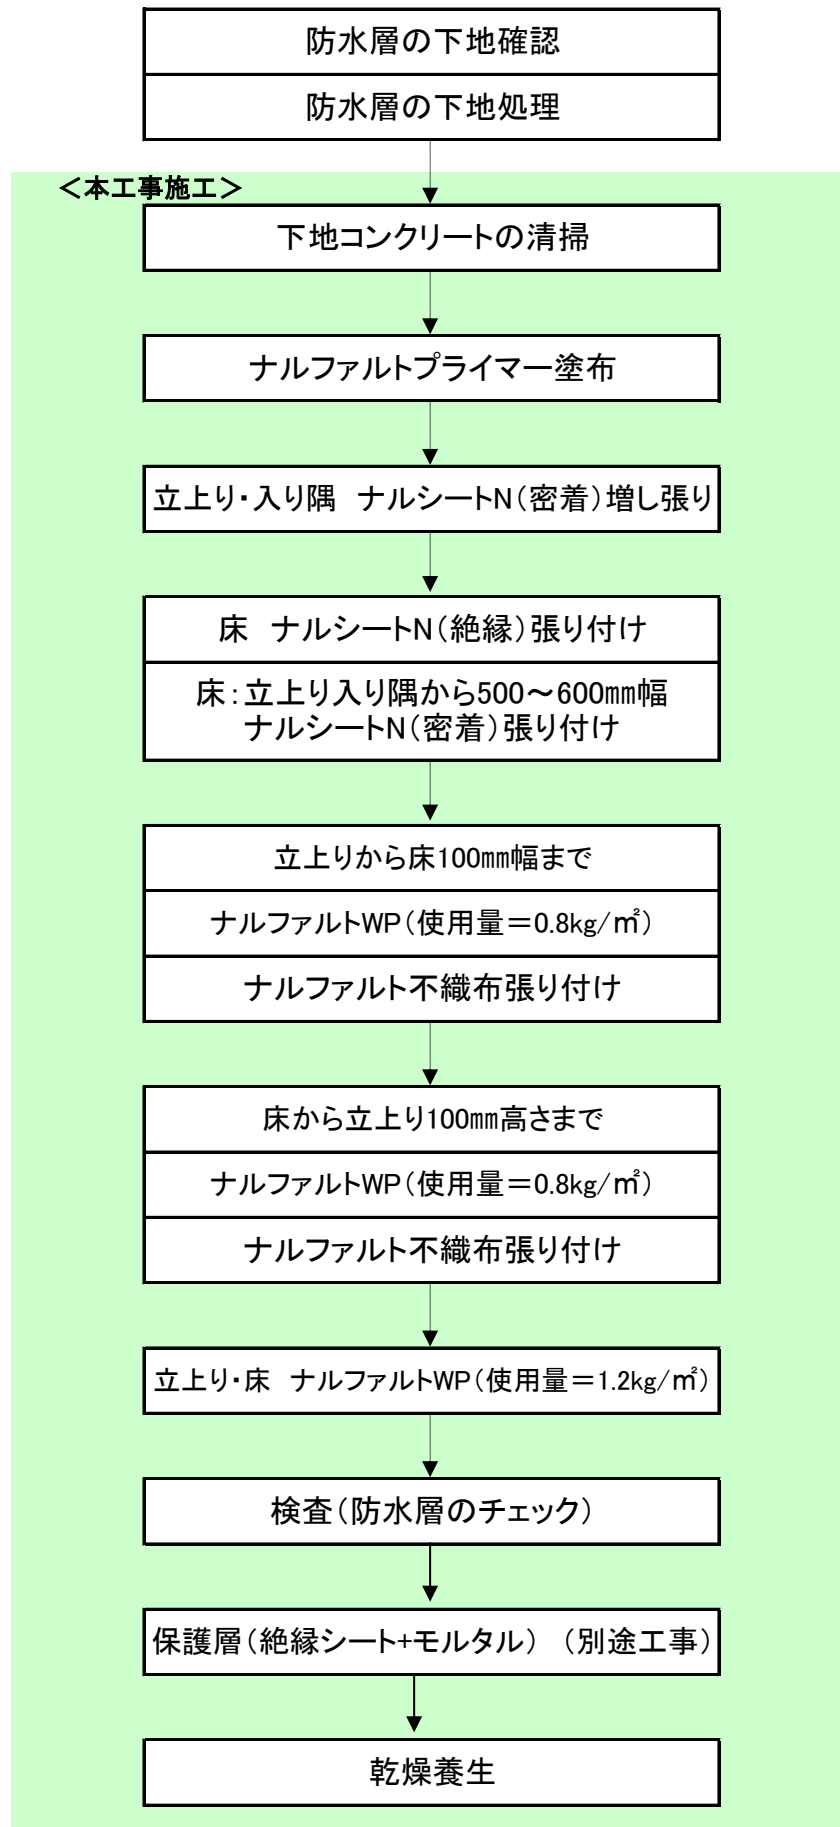 防水層の下地確認
防水層の下地処理
＜本工事施工＞
下地コンクリートの清掃
ナルファルトプライマー塗布
立上り・入り隅　ナルシートN（密着）増し張り
床　ナルシートN（絶縁）張り付け
床：立上り入り隅から500～600㎜幅
ナルシートN（密着）張り付け
立上りから床100㎜幅まで
ナルファルトWP（使用量＝0.8kg/㎡）
ナルファルト不織布張り付け
床から立上り100㎜高さまで
ナルファルトWP（使用量＝0.8kg/㎡）
ナルファルト不織布張り付け
立上り・床　ナルファルトWP（使用量＝1.2kg/㎡）
検査（防水層のチェック）
保護層（絶縁シート+モルタル）（別途工事）
乾燥養生